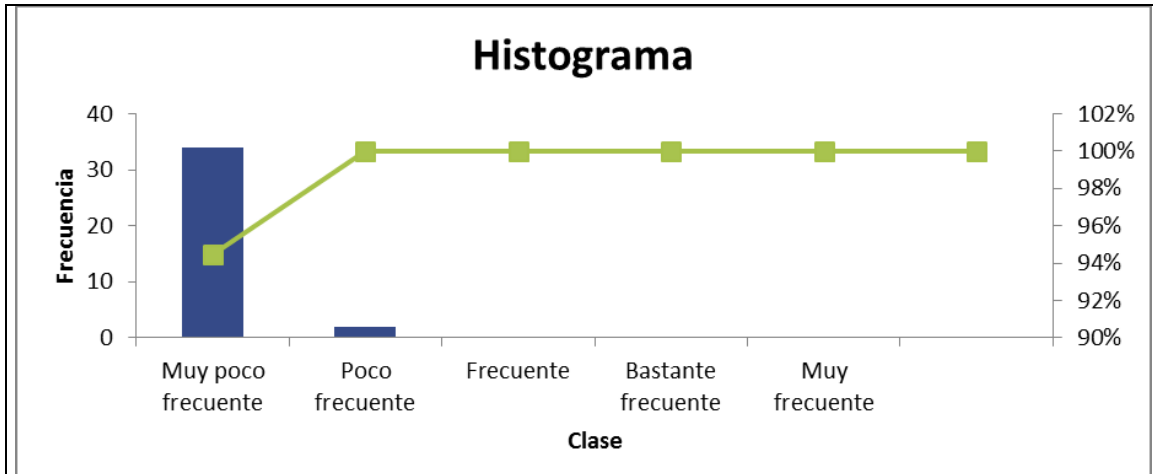 Histograma
Frecuencia
40
30
20
10
0
102%
100%
98%
96%
94%
92%
90%
Muy poco
frecuente
Poco
frecuente
Frecuente
Bastante
frecuente
Muy
frecuente
Clase